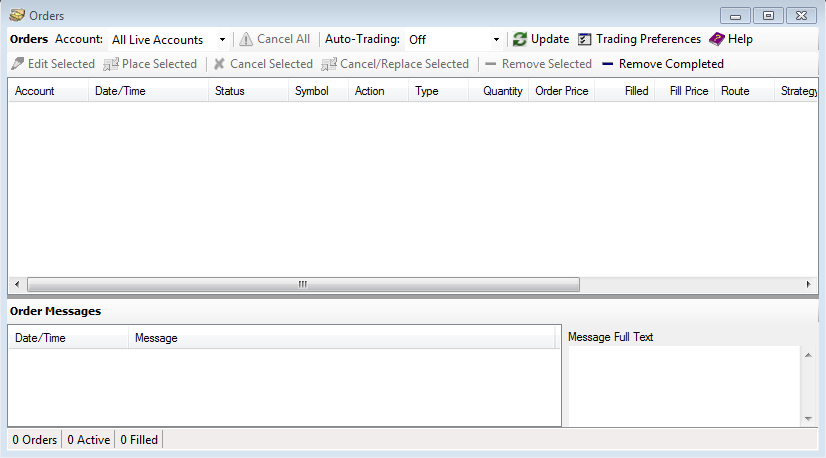 Orders
Orders Account: All Live Accounts Cancel All Auto-Trading: Off Update Trading Preferences Help
Edit Selected Place Selected Cancel Selected Cancel/Replace Selected Remove Selected Remove Completed
Account Date/Time Status Symbol Action Type Quantity Order Price Filled Fill Price Route Strategy
Order Messages
Date/Time Message Message Full Text
0 Orders 0 Active 0 Filled